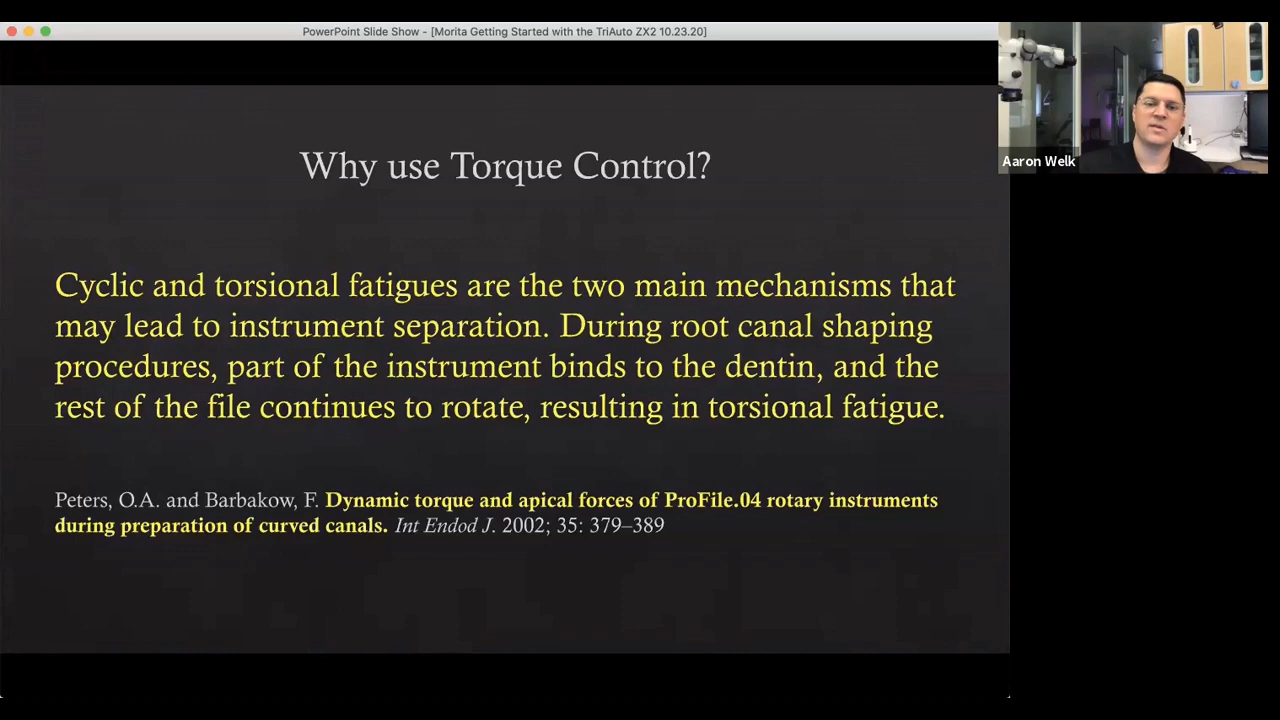 PowerPoint Slide Show - [Morita Getting Started with the TriAuto ZX2 10.23.20]
Aaron Welk
Why use Torque Control?
Cyclic and torsional fatigues are the two main mechanisms that
may lead to instrument separation. During root canal shaping
procedures, part of the instrument binds to the dentin, and the
rest of the file continues to rotate, resulting in torsional fatigue.
Peters, O.A. and Barbakow, F. Dynamic torque and apical forces of ProFile.04 rotary instruments
during preparation of curved canals. Int Endod J. 2002; 35: 379–389